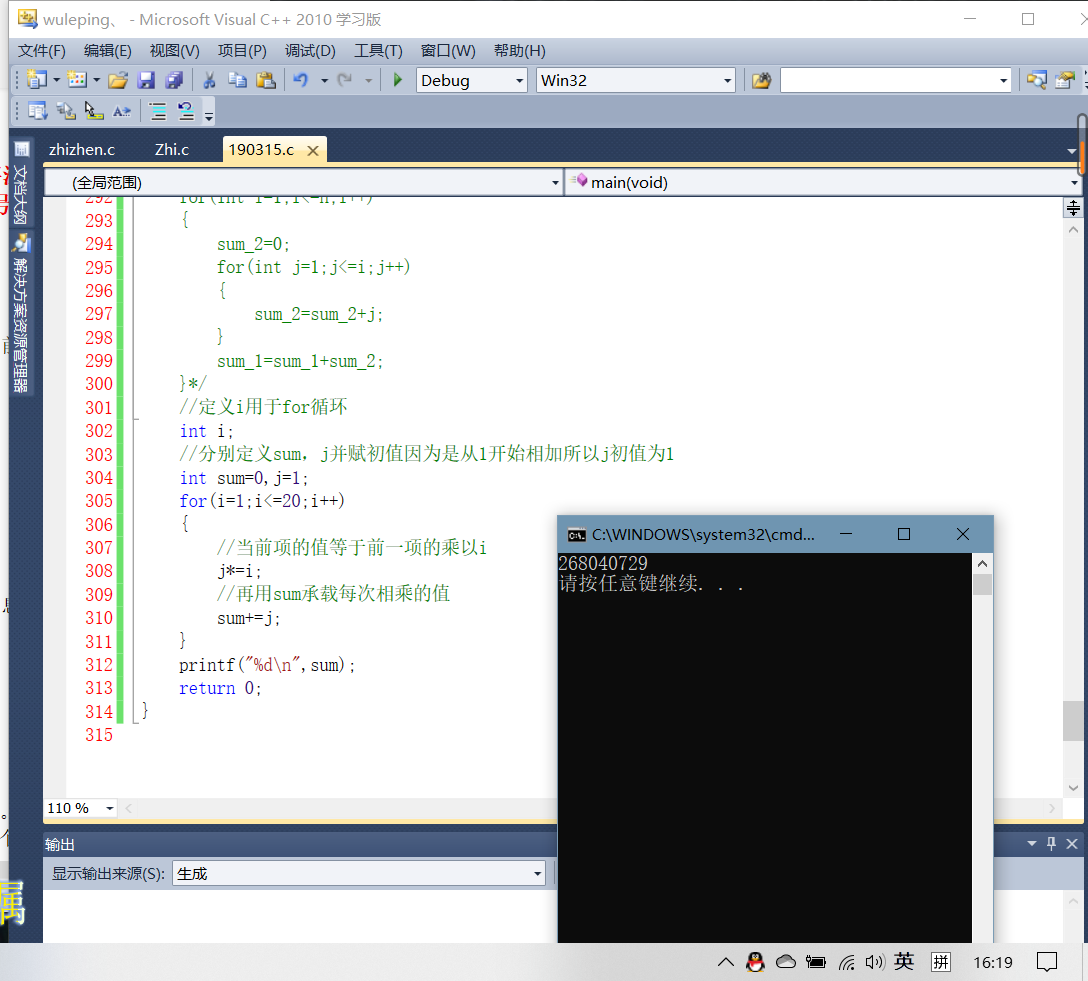 wuleping、 - Microsoft Visual C++ 2010 学习版
文件(F) 编辑(E) 视图(V) 项目(P) 调试(D) 工具(T) 窗口(W) 帮助(H)
Debug Win32
zhizhen.c Zhi.c 190315.c
(全局范围) main(void)
文档大纲
解决方案资源管理器
292 for(int i=1;i<=n;i++)
293 {
294 sum_2=0;
295 for(int j=1;j<=i;j++)
296 {
297 sum_2=sum_2+j;
298 }
299 sum_1=sum_1+sum_2;
300 }*/
301 //定义i用于for循环
302 int i;
303 //分别定义sum，j并赋初值因为是从1开始相加所以j初值为1
304 int sum=0,j=1;
305 for(i=1;i<=20;i++)
306 {
307 //当前项的值等于前一项的乘以i
308 j*=i;
309 //再用sum承载每次相乘的值
310 sum+=j;
311 }
312 printf("%d\n",sum);
313 return 0;
314 }
315
C:\WINDOWS\system32\cmd...
268040729
请按任意键继续. . .
110 %
输出
显示输出来源(S): 生成
属
英 拼 16:19